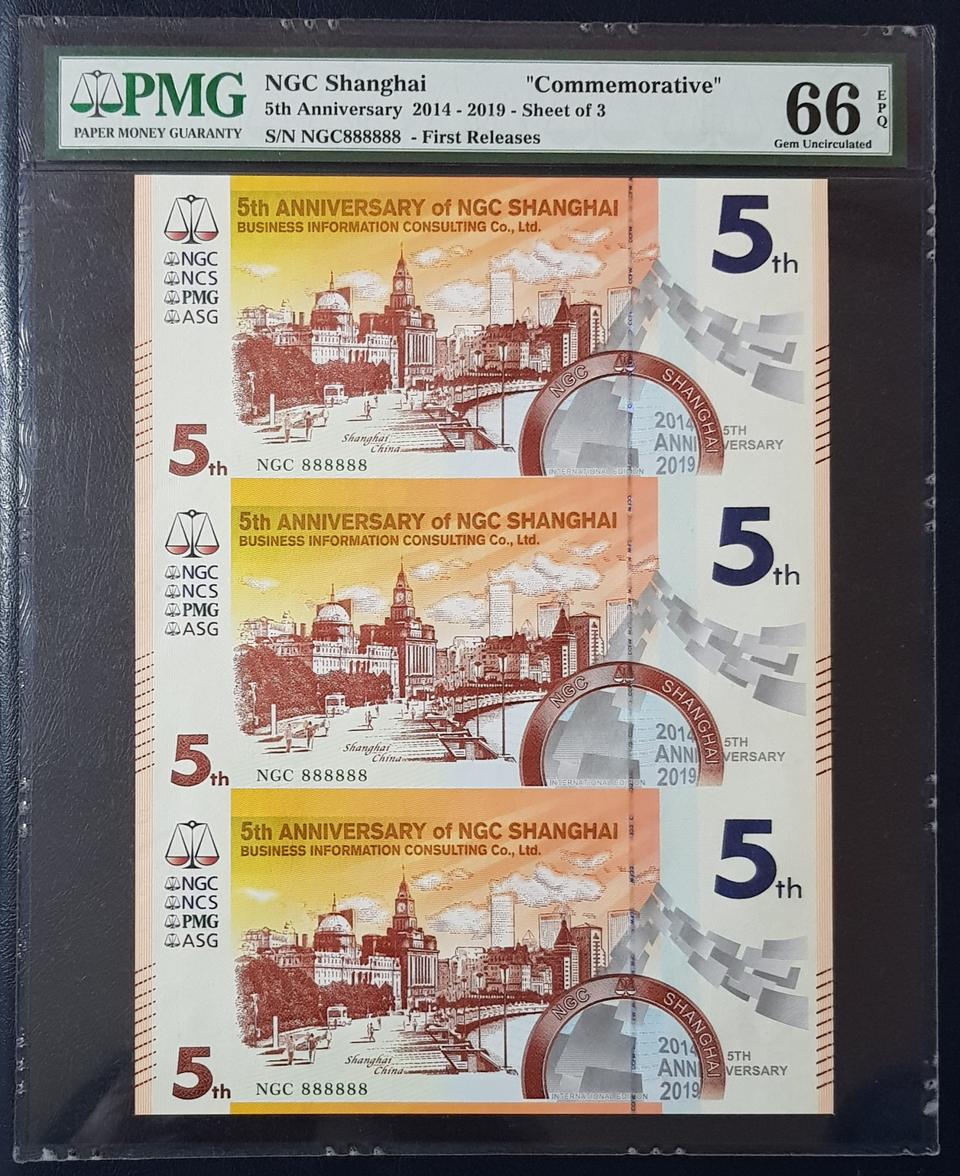 PMG
PAPER MONEY GUARANTY
NGC Shanghai "Commemorative"
5th Anniversary 2014 - 2019 - Sheet of 3
S/N NGC888888 - First Releases
66 EPQ
Gem Uncirculated
5th ANNIVERSARY of NGC SHANGHAI
BUSINESS INFORMATION CONSULTING Co., Ltd.
5th
NGC
NCS
PMG
ASG
NGC SHANGHAI
2014 5TH
ANNIVERSARY
2019
Shanghai
China
5th
NGC 888888
INTERNATIONAL EDITION
5th ANNIVERSARY of NGC SHANGHAI
BUSINESS INFORMATION CONSULTING Co., Ltd.
5th
NGC
NCS
PMG
ASG
NGC SHANGHAI
2014 5TH
ANNIVERSARY
2019
Shanghai
China
5th
NGC 888888
INTERNATIONAL EDITION
5th ANNIVERSARY of NGC SHANGHAI
BUSINESS INFORMATION CONSULTING Co., Ltd.
5th
NGC
NCS
PMG
ASG
NGC SHANGHAI
2014 5TH
ANNIVERSARY
2019
Shanghai
China
5th
NGC 888888
INTERNATIONAL EDITION